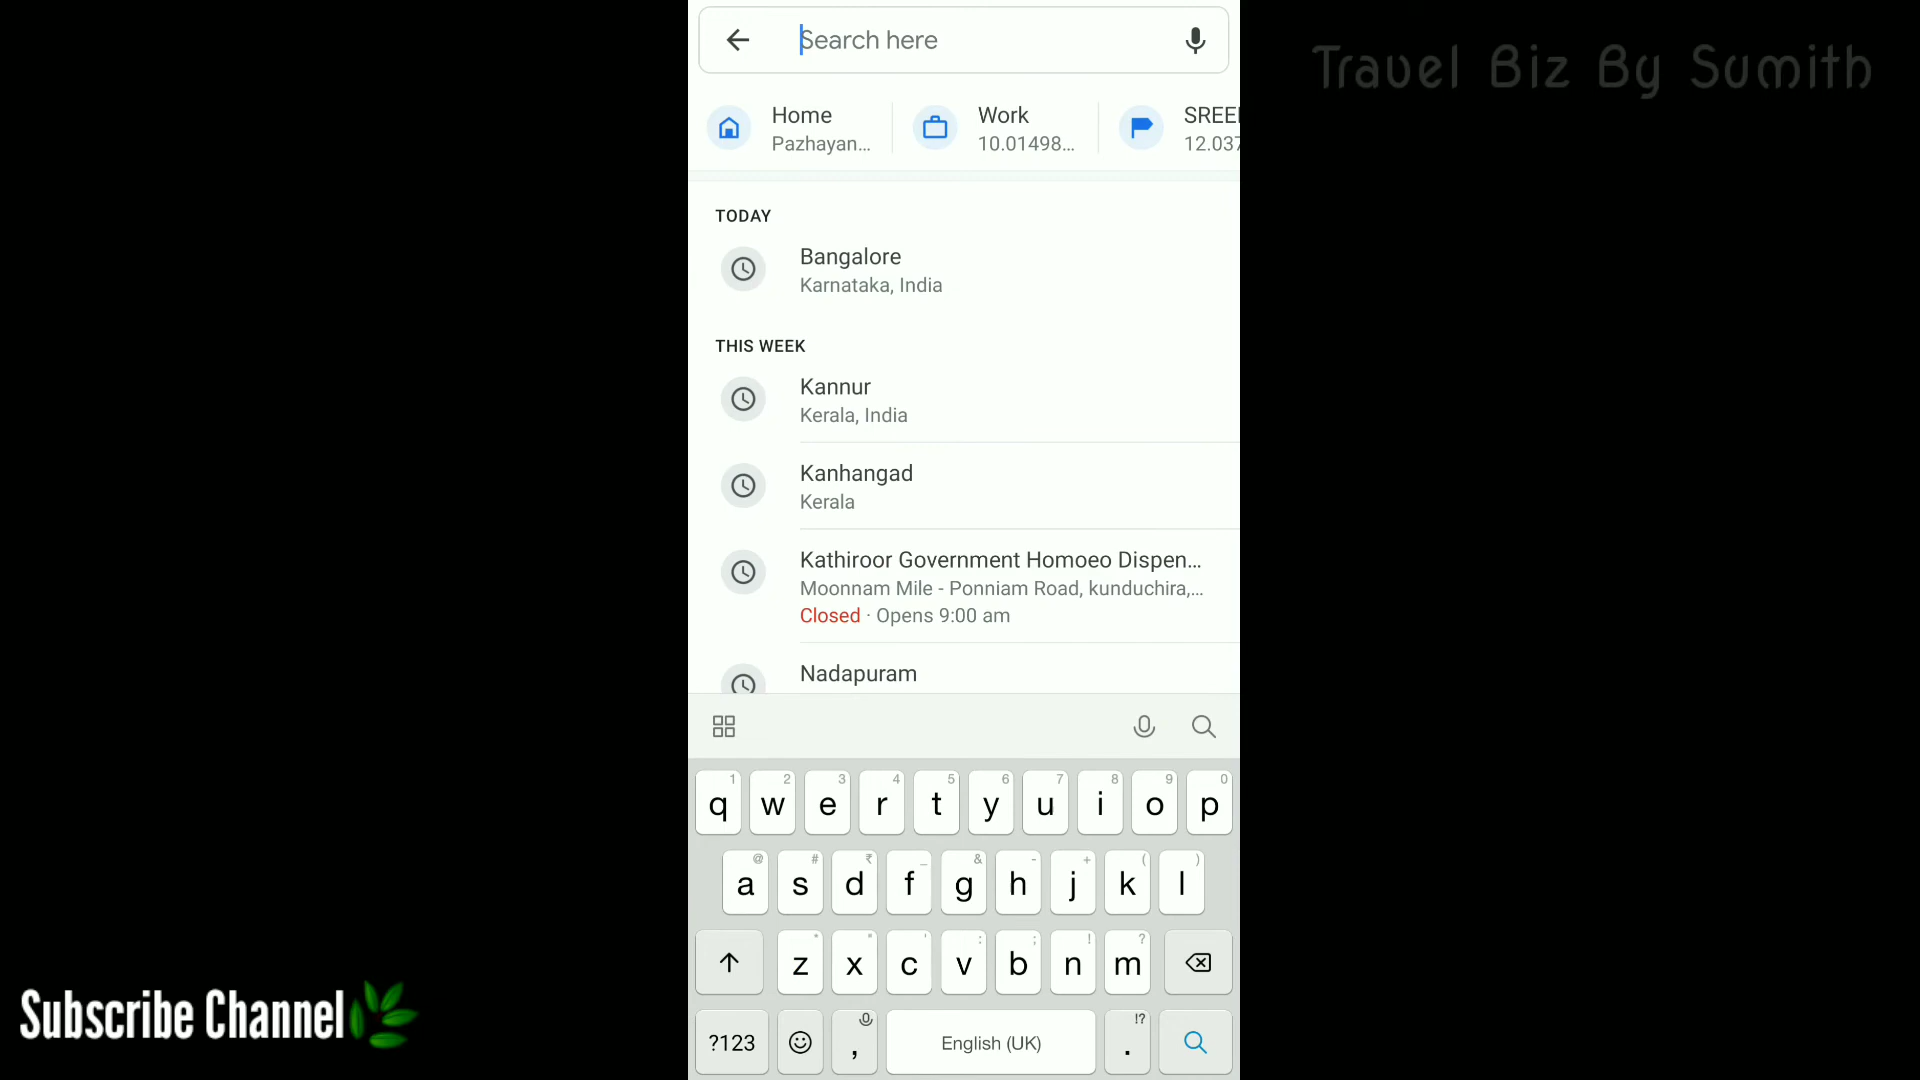 Search here
Travel Biz By Sumith
Home
Pazhayan...
Work
10.01498...
SREE
12.037
TODAY
Bangalore
Karnataka, India
THIS WEEK
Kannur
Kerala, India
Kanhangad
Kerala
Kathiroor Government Homoeo Dispen...
Moonnam Mile - Ponniam Road, kunduchira,...
Closed · Opens 9:00 am
Nadapuram
1 2 3 4 5 6 7 8 9 0
q w e r t y u i o p
@ # ₹ _ & - + ( )
a s d f g h j k l
* " ' : ; ! ?
z x c v b n m
!?
?123 , English (UK) .
Subscribe Channel